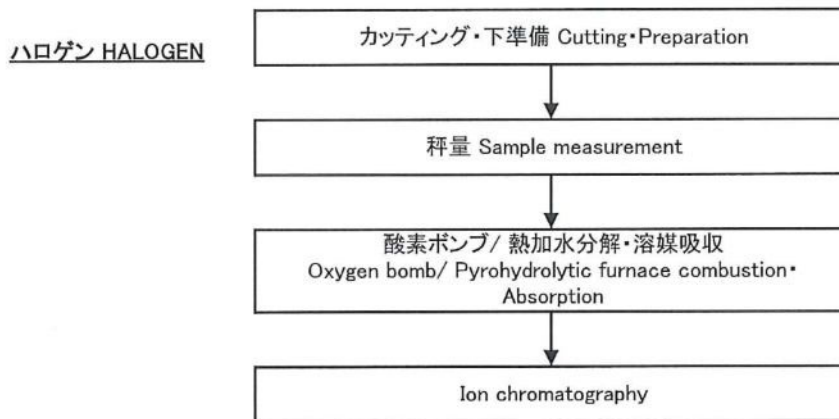 ハロゲン HALOGEN
カッティング・下準備 Cutting・Preparation
秤量 Sample measurement
酸素ボンブ/ 熱加水分解・溶媒吸収
Oxygen bomb/ Pyrohydrolytic furnace combustion・
Absorption
Ion chromatography